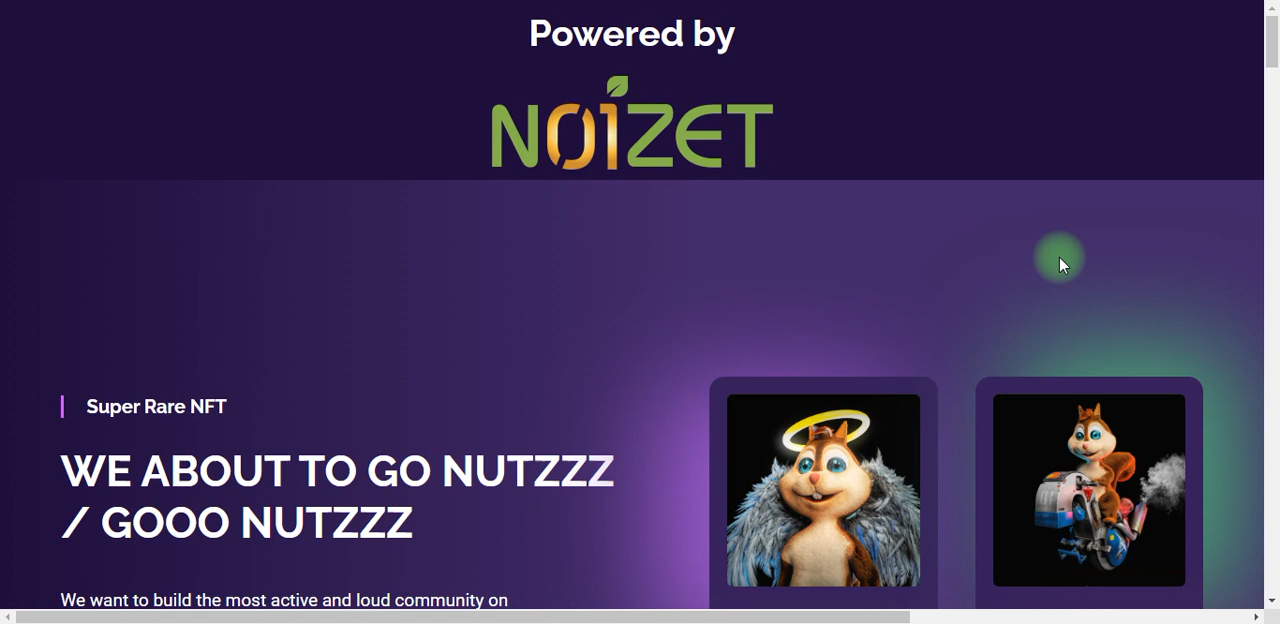 Powered by
NOIZET
Super Rare NFT
WE ABOUT TO GO NUTZZZ
/ GOOO NUTZZZ
We want to build the most active and loud community on